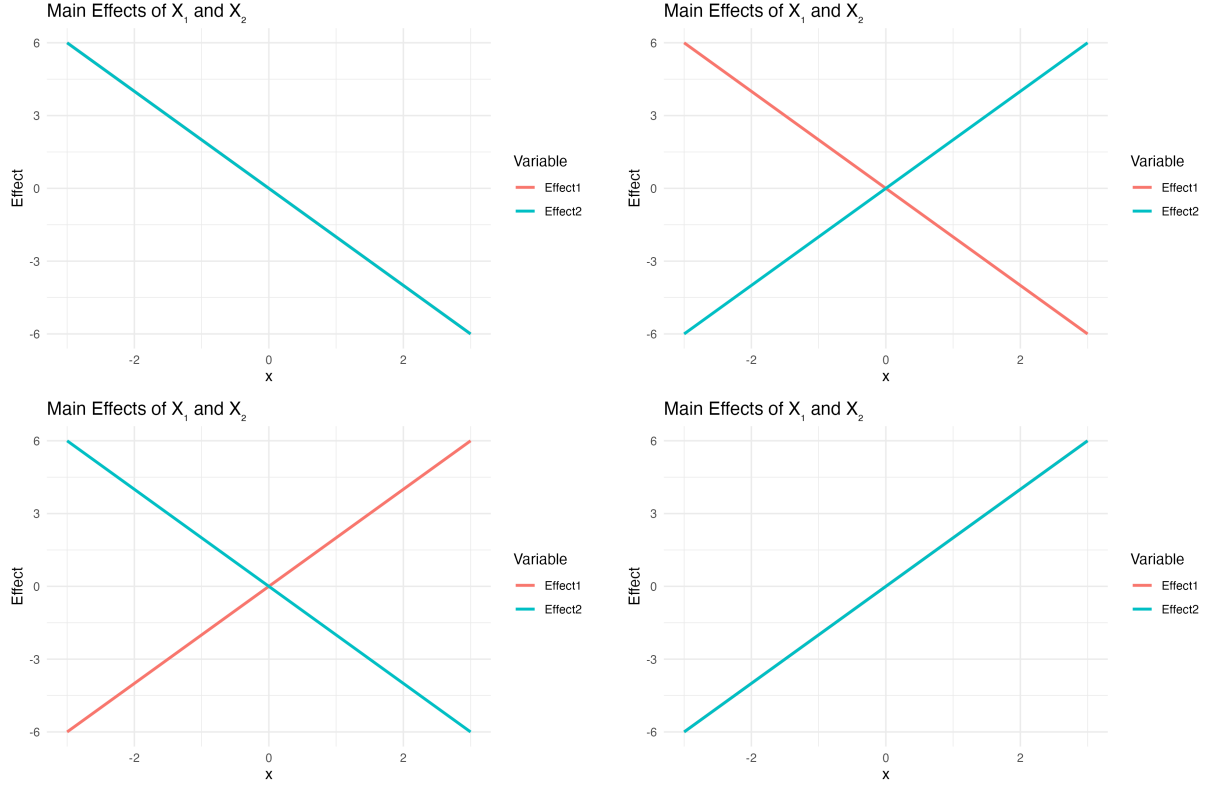 Main Effects of X₁ and X₂
6
3
0
-3
-6
Effect
-2 0 2
x
Variable
Effect1
Effect2
Main Effects of X₁ and X₂
6
3
0
-3
-6
Effect
-2 0 2
x
Variable
Effect1
Effect2
Main Effects of X₁ and X₂
6
3
0
-3
-6
Effect
-2 0 2
x
Variable
Effect1
Effect2
Main Effects of X₁ and X₂
6
3
0
-3
-6
Effect
-2 0 2
x
Variable
Effect1
Effect2